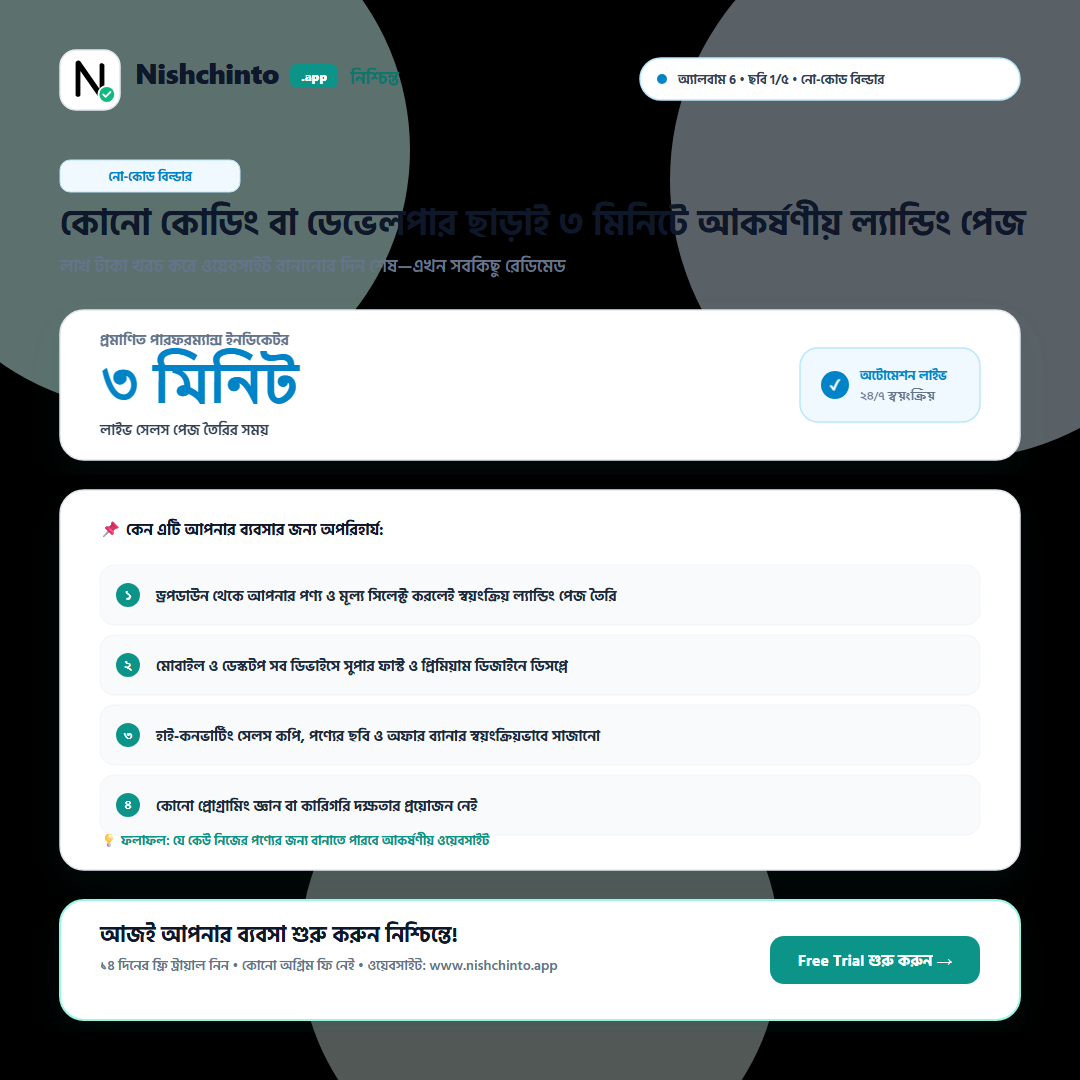 Nishchinto .app নিশ্চিন্ত
অ্যালবাম 6 • ছবি 1/৫ • নো-কোড বিল্ডার
নো-কোড বিল্ডার
কোনো কোডিং বা ডেভেলপার ছাড়াই ৩ মিনিটে আকর্ষণীয় ল্যান্ডিং পেজ
লাখ টাকা খরচ করে ওয়েবসাইট বানানোর দিন শেষ—এখন সবকিছু রেডিমেড
প্রমাণিত পারফরম্যান্স ইনডিকেটর
৩ মিনিট
লাইভ সেলস পেজ তৈরির সময়
অটোমেশন লাইভ
২৪/৭ স্বয়ংক্রিয়
📌 কেন এটি আপনার ব্যবসার জন্য অপরিহার্য:
১ ড্রপডাউন থেকে আপনার পণ্য ও মূল্য সিলেক্ট করলেই স্বয়ংক্রিয় ল্যান্ডিং পেজ তৈরি
২ মোবাইল ও ডেস্কটপ সব ডিভাইসে সুপার ফাস্ট ও প্রিমিয়াম ডিজাইনে ডিসপ্লে
৩ হাই-কনভার্টিং সেলস কপি, পণ্যের ছবি ও অফার ব্যানার স্বয়ংক্রিয়ভাবে সাজানো
৪ কোনো প্রোগ্রামিং জ্ঞান বা কারিগরি দক্ষতার প্রয়োজন নেই
💡 ফলাফল: যে কেউ নিজের পণ্যের জন্য বানাতে পারবে আকর্ষণীয় ওয়েবসাইট
আজই আপনার ব্যবসা শুরু করুন নিশ্চিন্তে!
১৪ দিনের ফ্রি ট্রায়াল নিন • কোনো অগ্রিম ফি নেই • ওয়েবসাইট: www.nishchinto.app
Free Trial শুরু করুন →